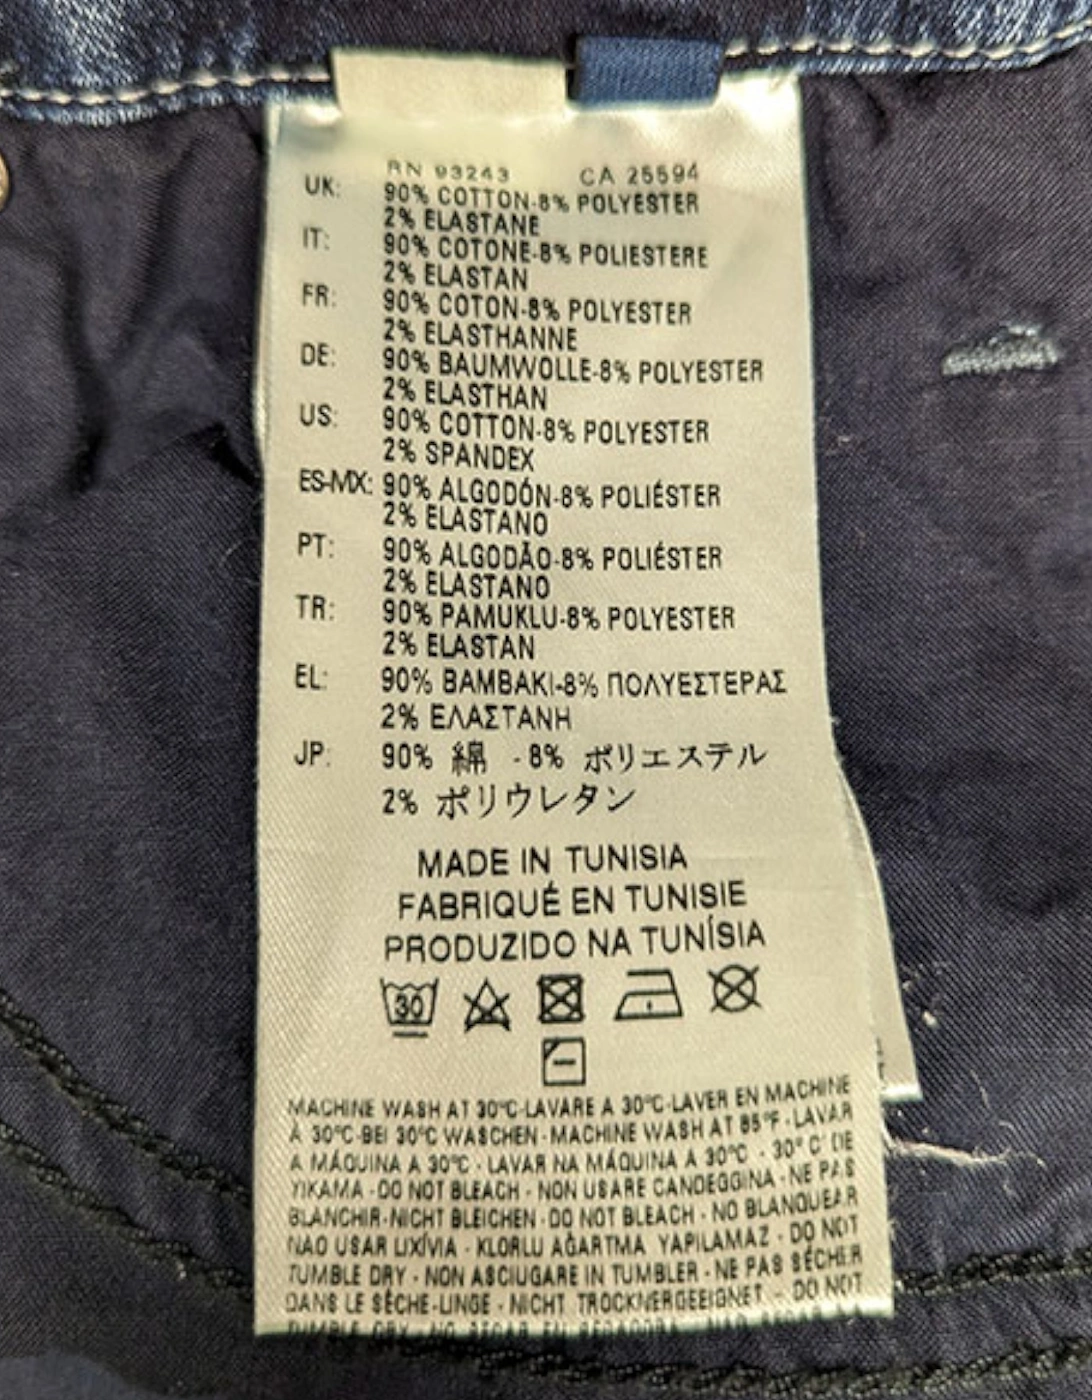 RN 93243 CA 25594
UK: 90% COTTON-8% POLYESTER
2% ELASTANE
IT: 90% COTONE-8% POLIESTERE
2% ELASTAN
FR: 90% COTON-8% POLYESTER
2% ELASTHANNE
DE: 90% BAUMWOLLE-8% POLYESTER
2% ELASTHAN
US: 90% COTTON-8% POLYESTER
2% SPANDEX
ES-MX: 90% ALGODÓN-8% POLIÉSTER
2% ELASTANO
PT: 90% ALGODÃO-8% POLIÉSTER
2% ELASTANO
TR: 90% PAMUKLU-8% POLYESTER
2% ELASTAN
EL: 90% BAMBAKI-8% ΠΟΛΥΕΣΤΕΡΑΣ
2% ΕΛΑΣΤΑΝΗ
JP: 90% 綿 -8% ポリエステル
2% ポリウレタン
MADE IN TUNISIA
FABRIQUÉ EN TUNISIE
PRODUZIDO NA TUNÍSIA
30
MACHINE WASH AT 30°C-LAVARE A 30°C-LAVER EN MACHINE
À 30°C-BEI 30°C WASCHEN-MACHINE WASH AT 85°F-LAVAR
A MÁQUINA A 30°C-LAVAR NA MÁQUINA A 30°C-30°C'DE
YIKAMA-DO NOT BLEACH-NON USARE CANDEGGINA-NE PAS
BLANCHIR-NICHT BLEICHEN-DO NOT BLEACH-NO BLANQUEAR
NAO USAR LIXÍVIA-KLORLU AĞARTMA YAPILAMAZ-DO NOT
TUMBLE DRY-NON ASCIUGARE IN TUMBLER-NE PAS SÉCHER
DANS LE SÈCHE-LINGE-NICHT TROCKNERGEEIGNET-DO NOT
TUMBLE DRY-NO